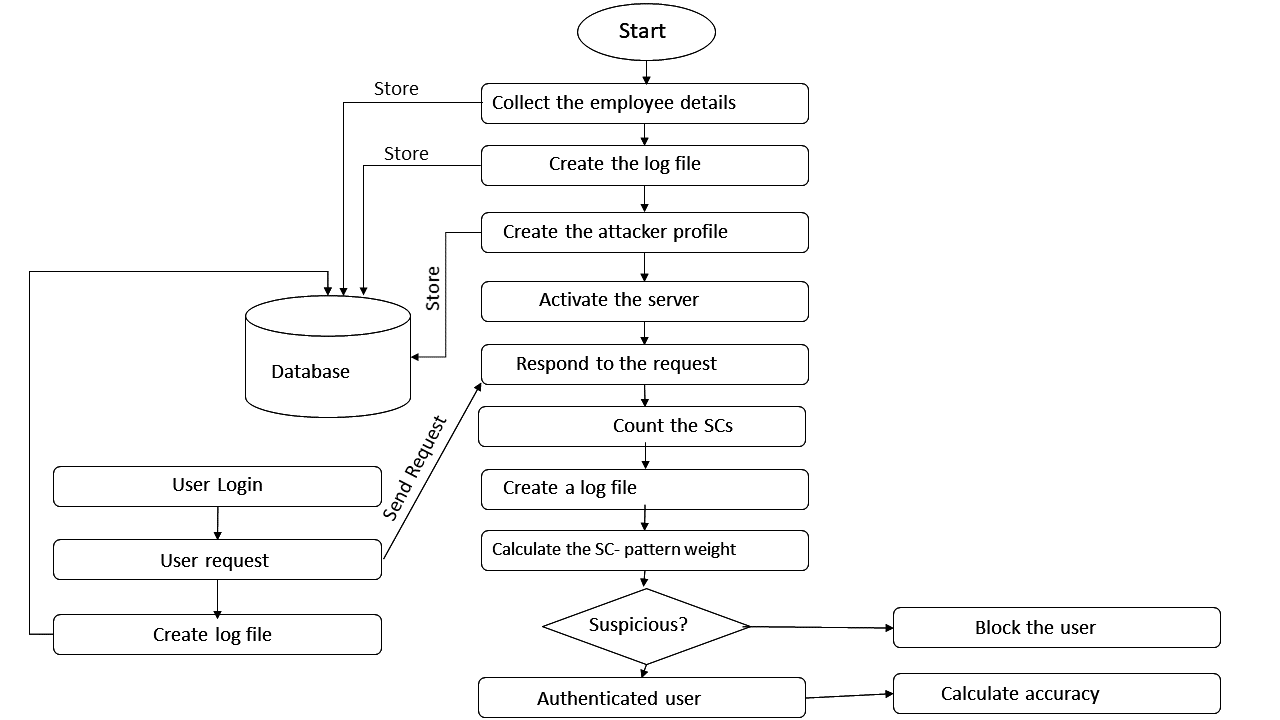 Start
Store
Collect the employee details
Store
Create the log file
Create the attacker profile
Store
Activate the server
Respond to the request
Database
Send Request
Count the SCs
User Login
Create a log file
User request
Calculate the SC- pattern weight
Create log file
Suspicious?
Block the user
Authenticated user
Calculate accuracy